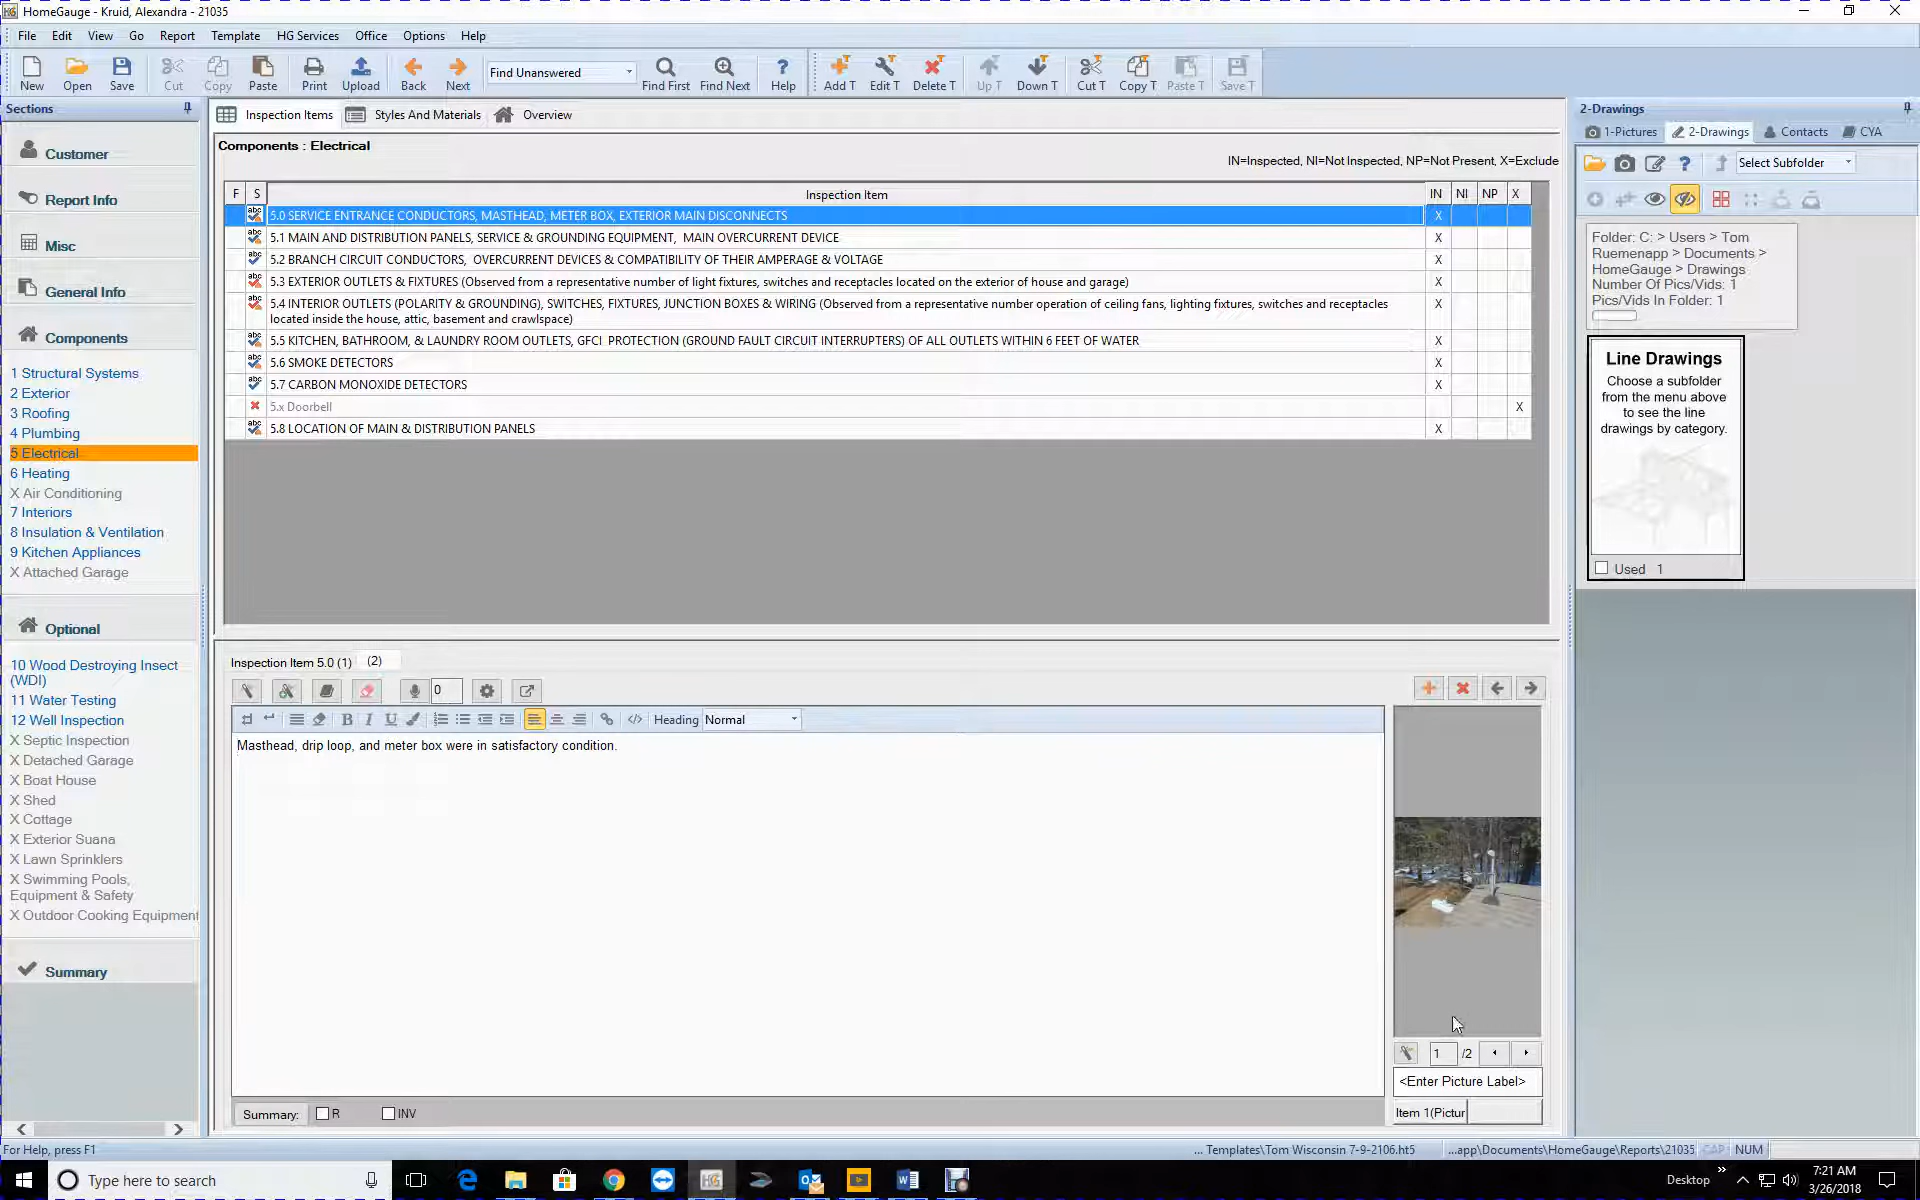 HomeGauge - Kruid, Alexandra - 21035
File Edit View Go Report Template HG Services Office Options Help
New Open Save Cut Copy Paste Print Upload Back Next Find Unanswered Find First Find Next Help Add T Edit T Delete T Up T Down T Cut T Copy T Paste T Save T
Sections
Customer
Report Info
Misc
General Info
Components
1 Structural Systems
2 Exterior
3 Roofing
4 Plumbing
5 Electrical
6 Heating
X Air Conditioning
7 Interiors
8 Insulation & Ventilation
9 Kitchen Appliances
X Attached Garage
Optional
10 Wood Destroying Insect
(WDI)
11 Water Testing
12 Well Inspection
X Septic Inspection
X Detached Garage
X Boat House
X Shed
X Cottage
X Exterior Suana
X Lawn Sprinklers
X Swimming Pools,
Equipment & Safety
X Outdoor Cooking Equipment
Summary
Inspection Items Styles And Materials Overview
Components : Electrical
IN=Inspected, NI=Not Inspected, NP=Not Present, X=Exclude
F S Inspection Item IN NI NP X
abc 5.0 SERVICE ENTRANCE CONDUCTORS, MASTHEAD, METER BOX, EXTERIOR MAIN DISCONNECTS X
abc 5.1 MAIN AND DISTRIBUTION PANELS, SERVICE & GROUNDING EQUIPMENT, MAIN OVERCURRENT DEVICE X
abc 5.2 BRANCH CIRCUIT CONDUCTORS, OVERCURRENT DEVICES & COMPATIBILITY OF THEIR AMPERAGE & VOLTAGE X
abc 5.3 EXTERIOR OUTLETS & FIXTURES (Observed from a representative number of light fixtures, switches and receptacles located on the exterior of house and garage) X
abc 5.4 INTERIOR OUTLETS (POLARITY & GROUNDING), SWITCHES, FIXTURES, JUNCTION BOXES & WIRING (Observed from a representative number operation of ceiling fans, lighting fixtures, switches and receptacles X
located inside the house, attic, basement and crawlspace)
abc 5.5 KITCHEN, BATHROOM, & LAUNDRY ROOM OUTLETS, GFCI PROTECTION (GROUND FAULT CIRCUIT INTERRUPTERS) OF ALL OUTLETS WITHIN 6 FEET OF WATER X
abc 5.6 SMOKE DETECTORS X
abc 5.7 CARBON MONOXIDE DETECTORS X
5.x Doorbell X
abc 5.8 LOCATION OF MAIN & DISTRIBUTION PANELS X
Inspection Item 5.0 (1) (2)
0
B I U Heading Normal
Masthead, drip loop, and meter box were in satisfactory condition.
1 /2
<Enter Picture Label>
Item 1(Pictur
Summary: R INV
2-Drawings
1-Pictures 2-Drawings Contacts CYA
Select Subfolder
Folder: C: > Users > Tom
Ruemenapp > Documents >
HomeGauge > Drawings
Number Of Pics/Vids: 1
Pics/Vids In Folder: 1
Line Drawings
Choose a subfolder
from the menu above
to see the line
drawings by category.
Used 1
For Help, press F1
... Templates\Tom Wisconsin 7-9-2106.ht5 ...app\Documents\HomeGauge\Reports\21035 CAP NUM
Type here to search
Desktop
7:21 AM
3/26/2018